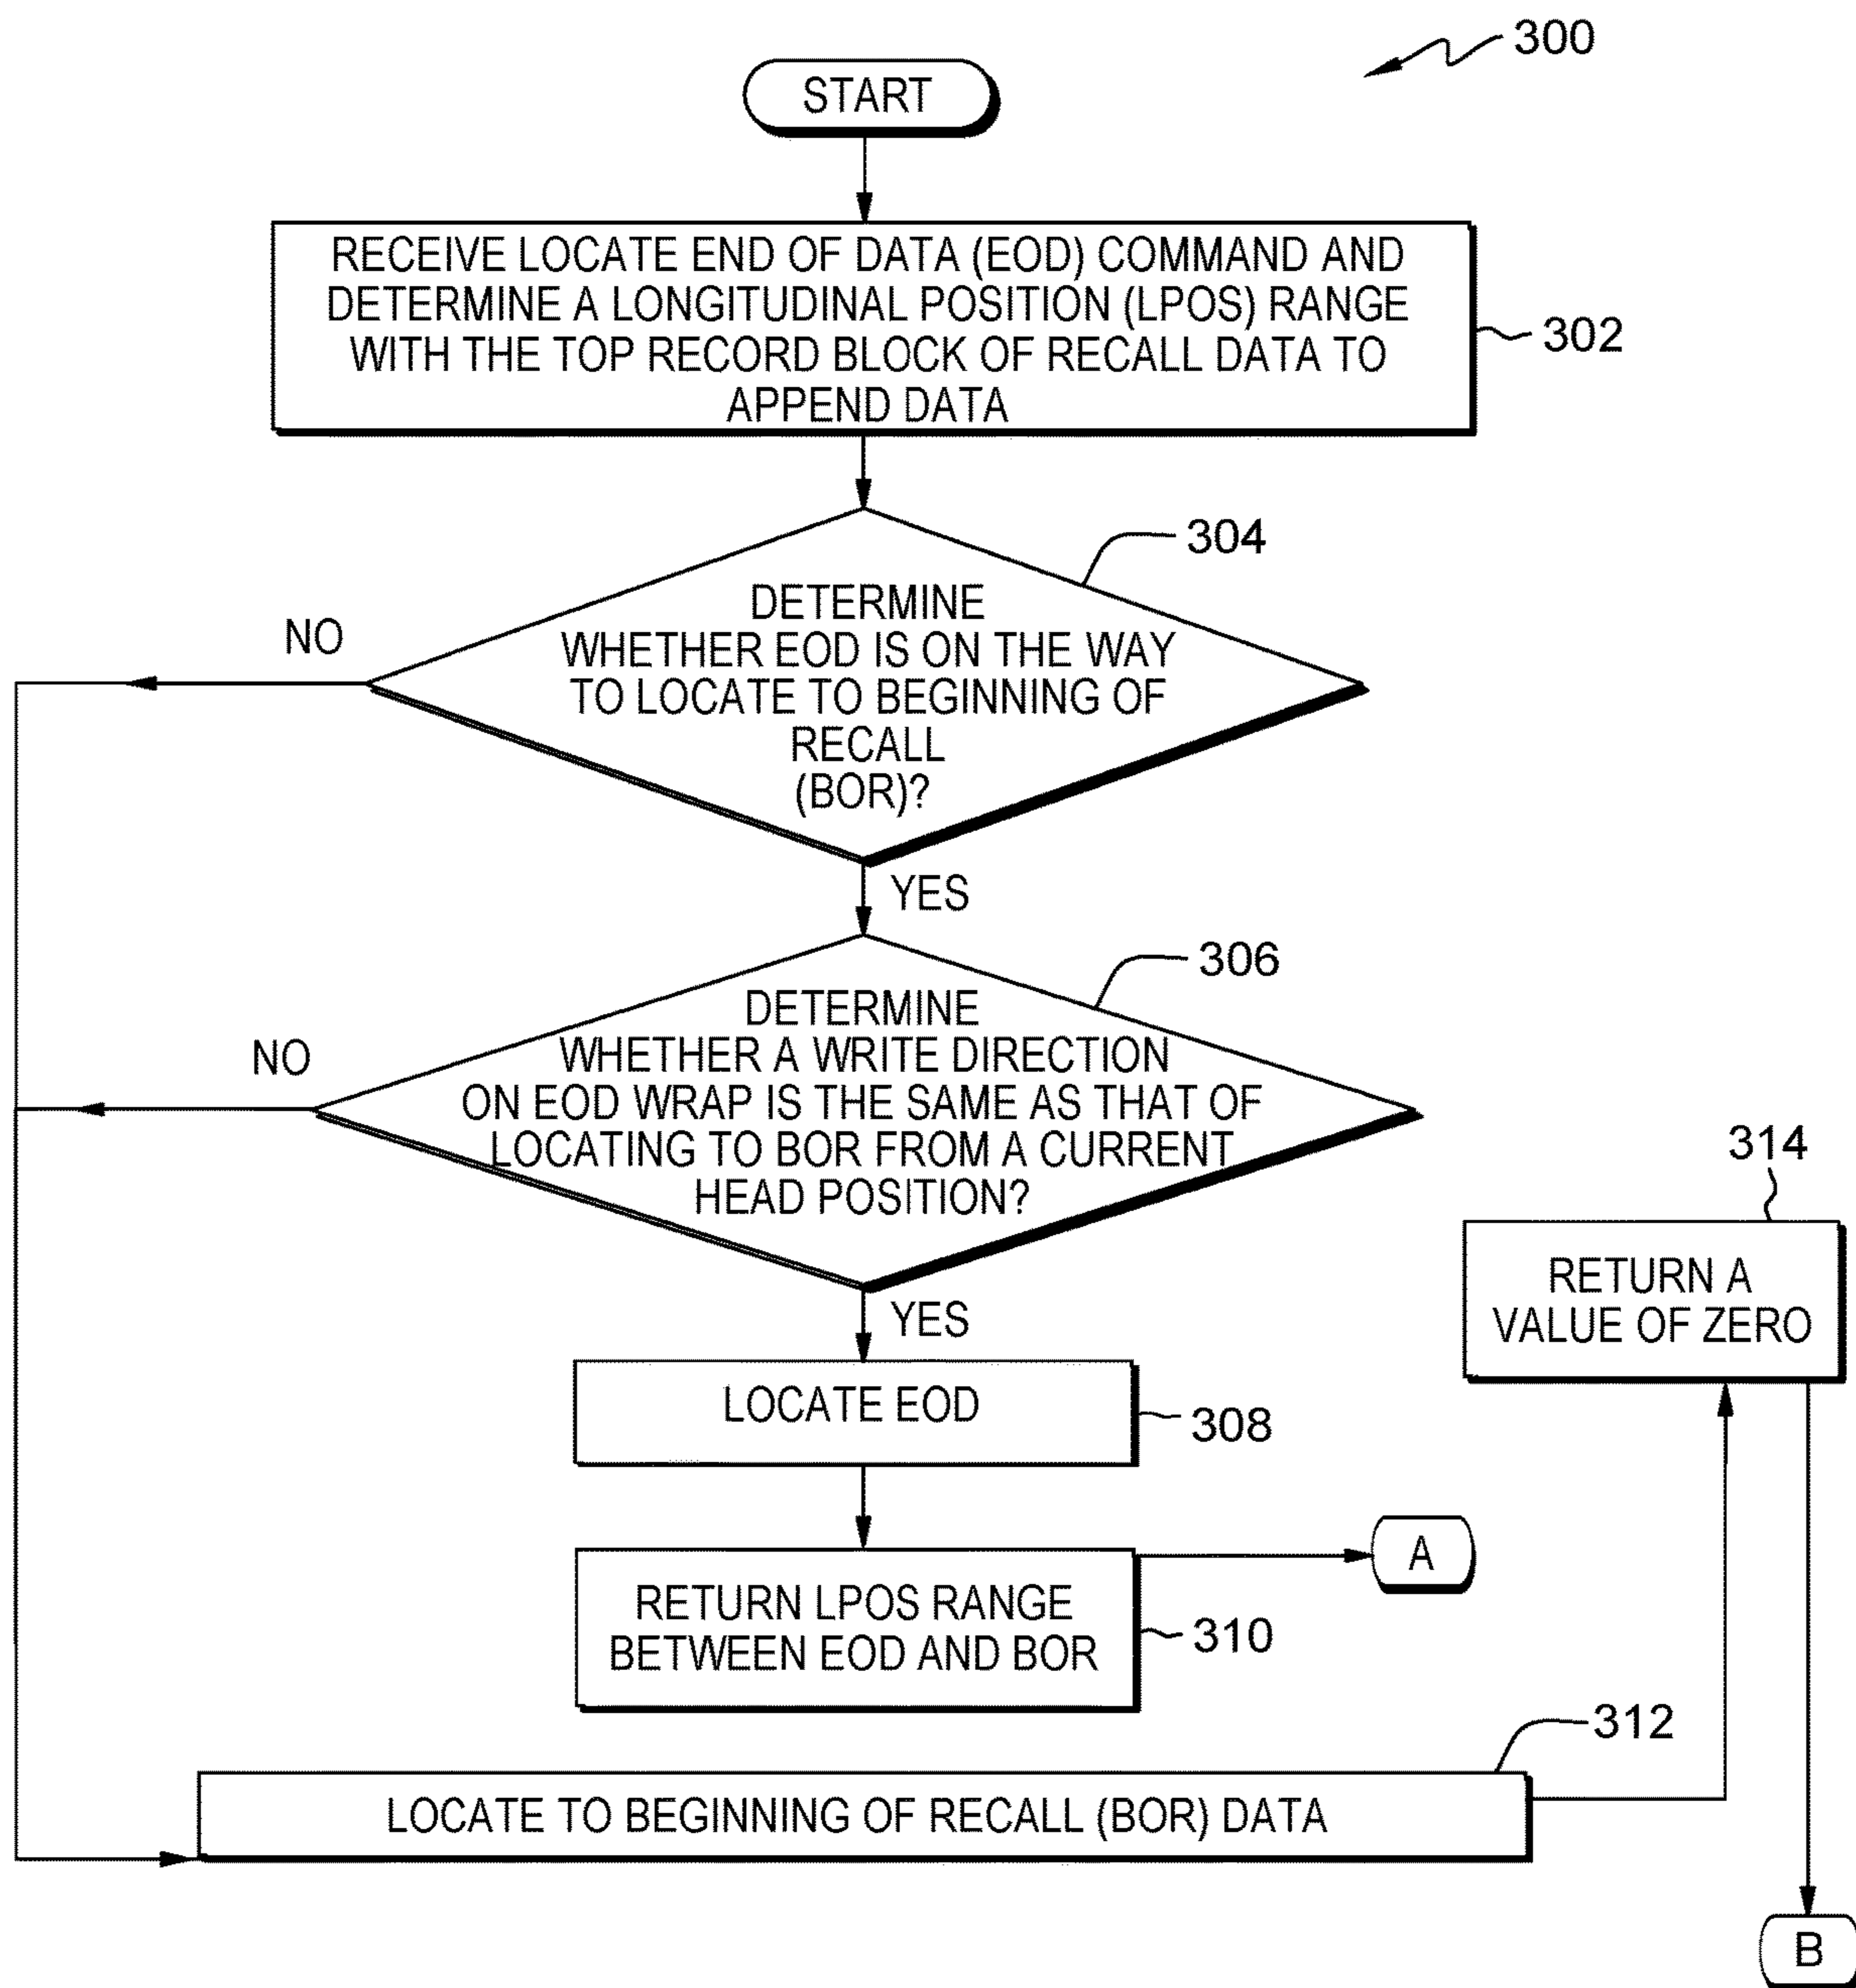 300
START
RECEIVE LOCATE END OF DATA (EOD) COMMAND AND
DETERMINE A LONGITUDINAL POSITION (LPOS) RANGE
WITH THE TOP RECORD BLOCK OF RECALL DATA TO
APPEND DATA
302
304
DETERMINE
WHETHER EOD IS ON THE WAY
TO LOCATE TO BEGINNING OF
RECALL
(BOR)?
NO
YES
306
DETERMINE
WHETHER A WRITE DIRECTION
ON EOD WRAP IS THE SAME AS THAT OF
LOCATING TO BOR FROM A CURRENT
HEAD POSITION?
NO
YES
314
RETURN A
VALUE OF ZERO
LOCATE EOD
308
A
RETURN LPOS RANGE
BETWEEN EOD AND BOR
310
312
LOCATE TO BEGINNING OF RECALL (BOR) DATA
B